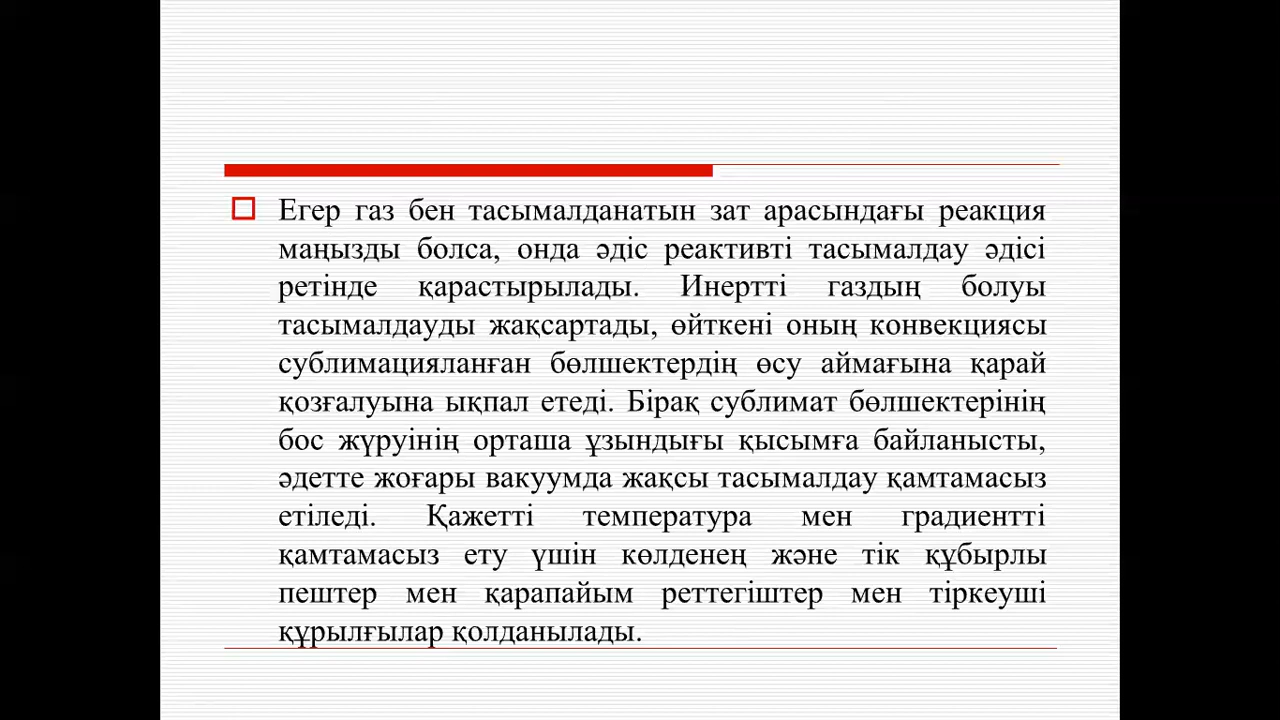 Егер газ бен тасымалданатын зат арасындағы реакция
маңызды болса, онда әдіс реактивті тасымалдау әдісі
ретінде қарастырылады. Инертті газдың болуы
тасымалдауды жақсартады, өйткені оның конвекциясы
сублимацияланған бөлшектердің өсу аймағына қарай
қозғалуына ықпал етеді. Бірақ сублимат бөлшектерінің
бос жүруінің орташа ұзындығы қысымға байланысты,
әдетте жоғары вакуумда жақсы тасымалдау қамтамасыз
етіледі. Қажетті температура мен градиентті
қамтамасыз ету үшін көлденең және тік құбырлы
пештер мен қарапайым реттегіштер мен тіркеуші
құрылғылар қолданылады.